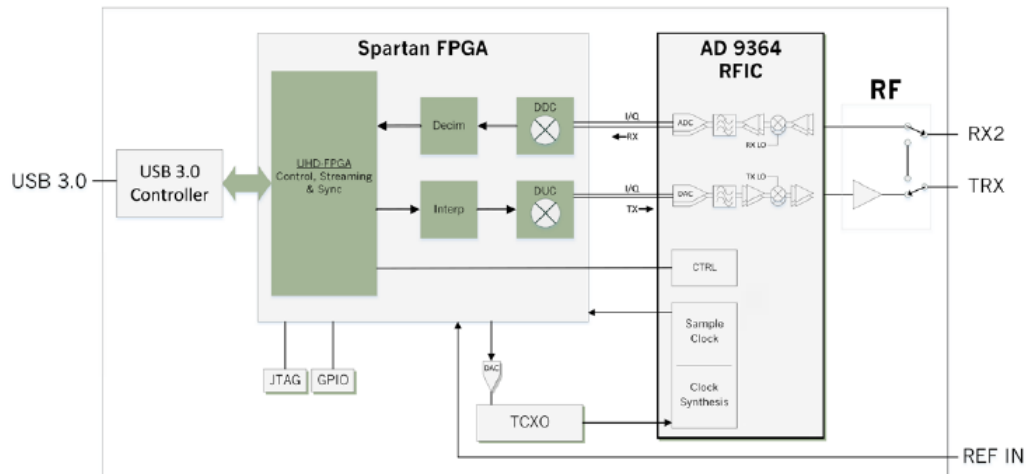 Spartan FPGA
AD 9364
RFIC
RF
USB 3.0
USB 3.0
Controller
UHD-FPGA
Control, Streaming
& Sync
Decim
DDC
I/Q
RX
ADC
RX LO
RX2
Interp
DUC
I/Q
TX
DAC
TX LO
TRX
CTRL
Sample
Clock
Clock
Synthesis
JTAG
GPIO
DAC
TCXO
REF IN